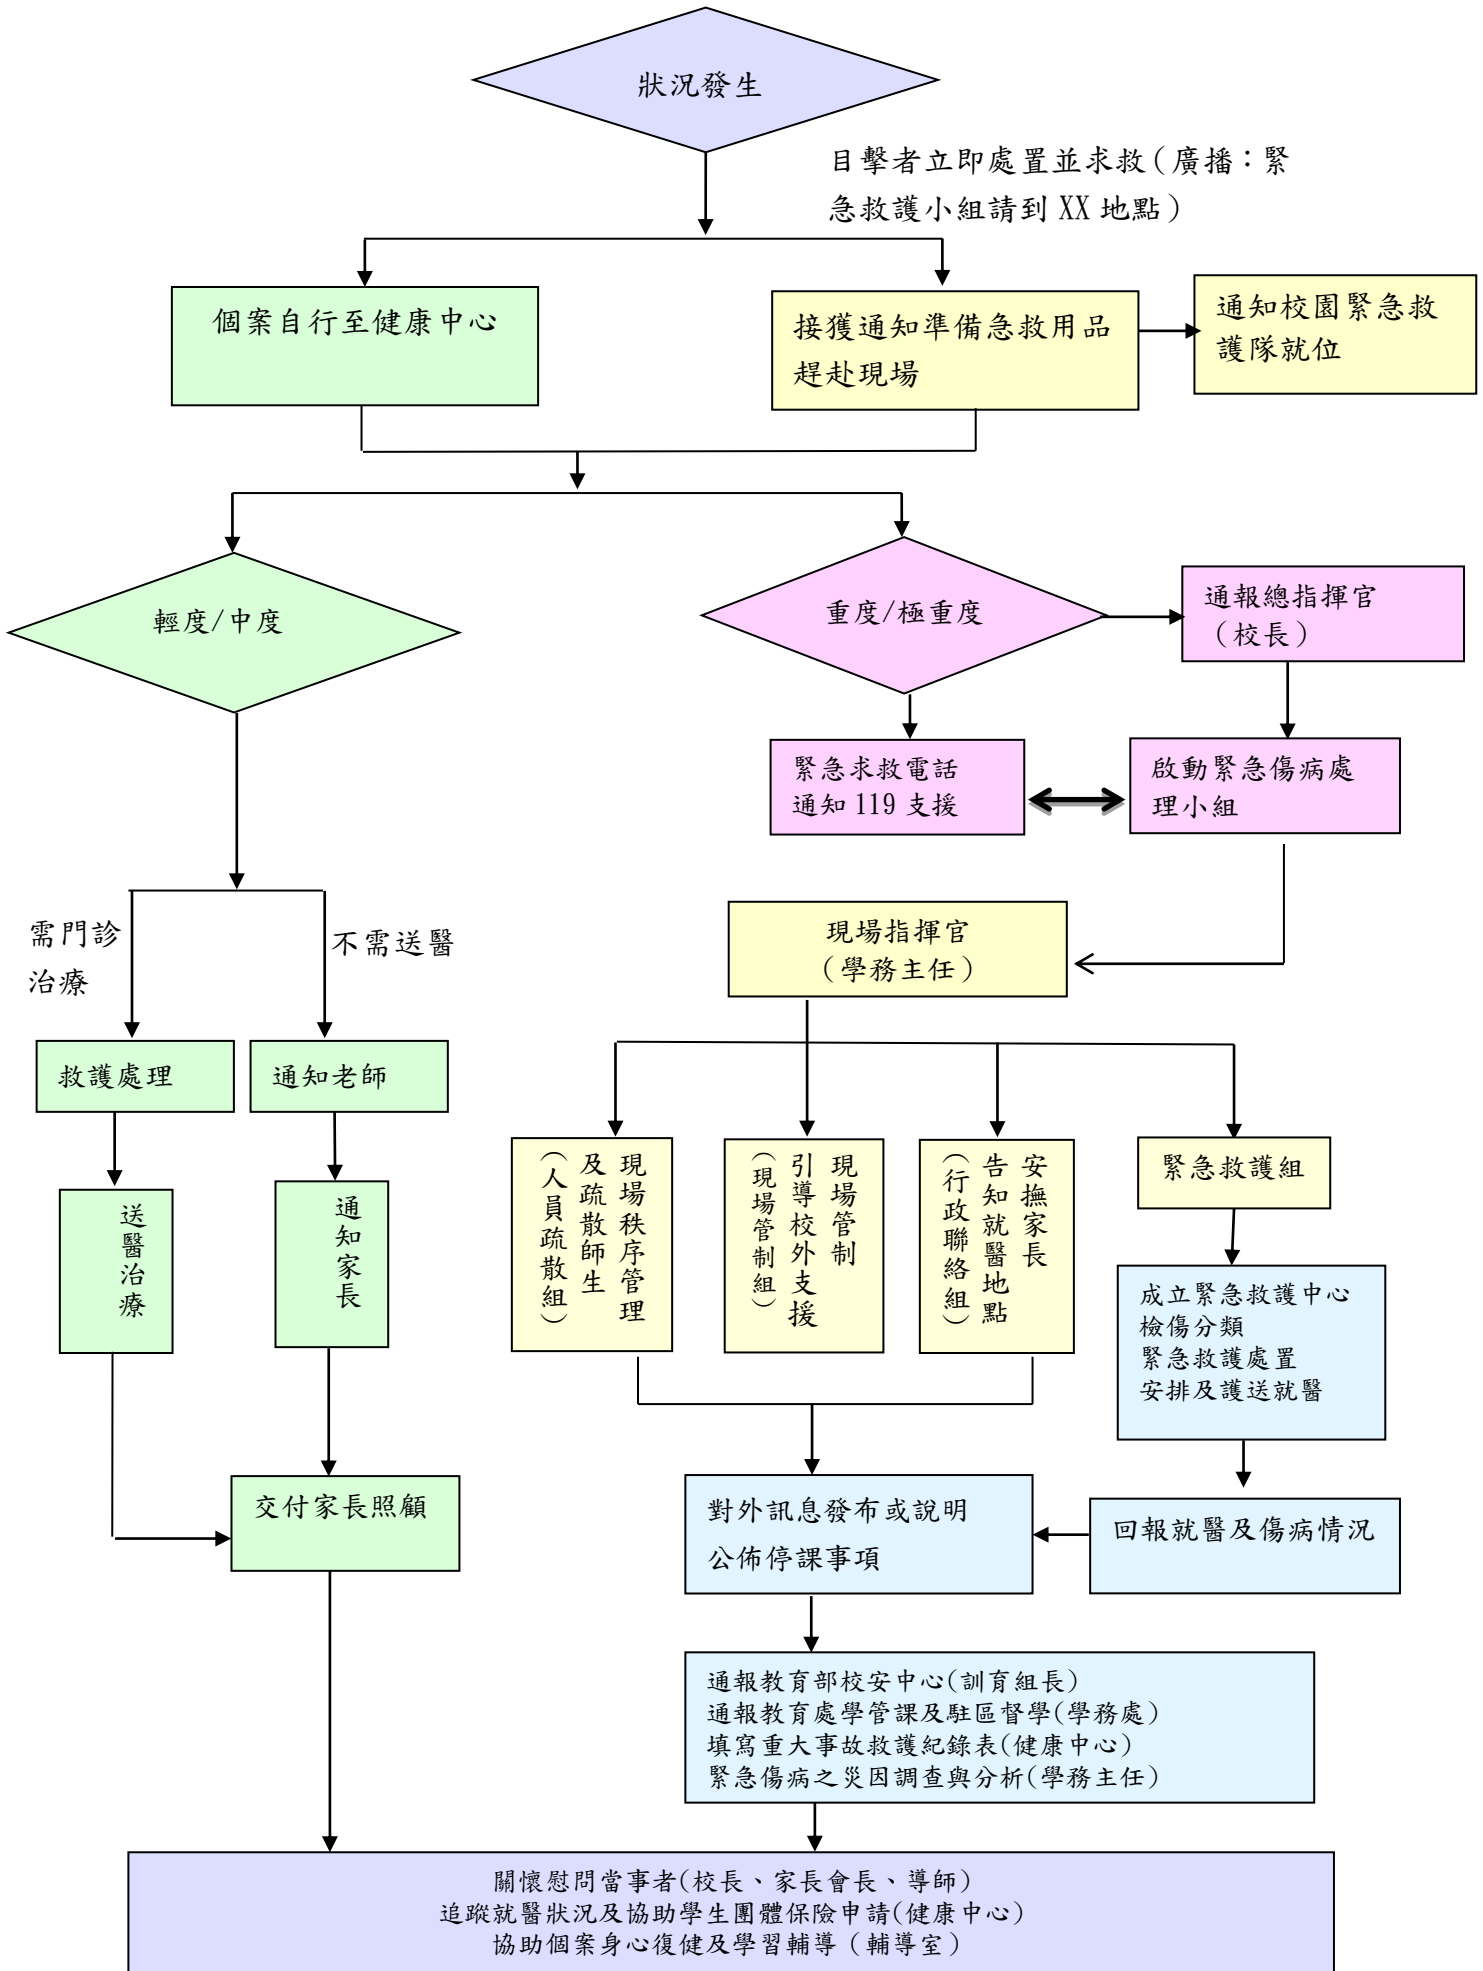 狀況發生
目擊者立即處置並求救（廣播：緊
急救護小組請到 XX 地點）
個案自行至健康中心
接獲通知準備急救用品
趕赴現場
通知校園緊急救
護隊就位
輕度/中度
重度/極重度
通報總指揮官
（校長）
緊急求救電話
通知 119 支援
啟動緊急傷病處
理小組
現場指揮官
（學務主任）
需門診
治療
不需送醫
救護處理
通知老師
送醫治療
通知家長
現場秩序管理
及疏散師生
（人員疏散組）
現場管制
引導校外支援
（現場管制組）
安撫家長
告知就醫地點
（行政聯絡組）
緊急救護組
成立緊急救護中心
檢傷分類
緊急救護處置
安排及護送就醫
交付家長照顧
對外訊息發布或說明
公佈停課事項
回報就醫及傷病情況
通報教育部校安中心(訓育組長)
通報教育處學管課及駐區督學(學務處)
填寫重大事故救護紀錄表(健康中心)
緊急傷病之災因調查與分析(學務主任)
關懷慰問當事者(校長、家長會長、導師)
追蹤就醫狀況及協助學生團體保險申請(健康中心)
協助個案身心復健及學習輔導（輔導室）